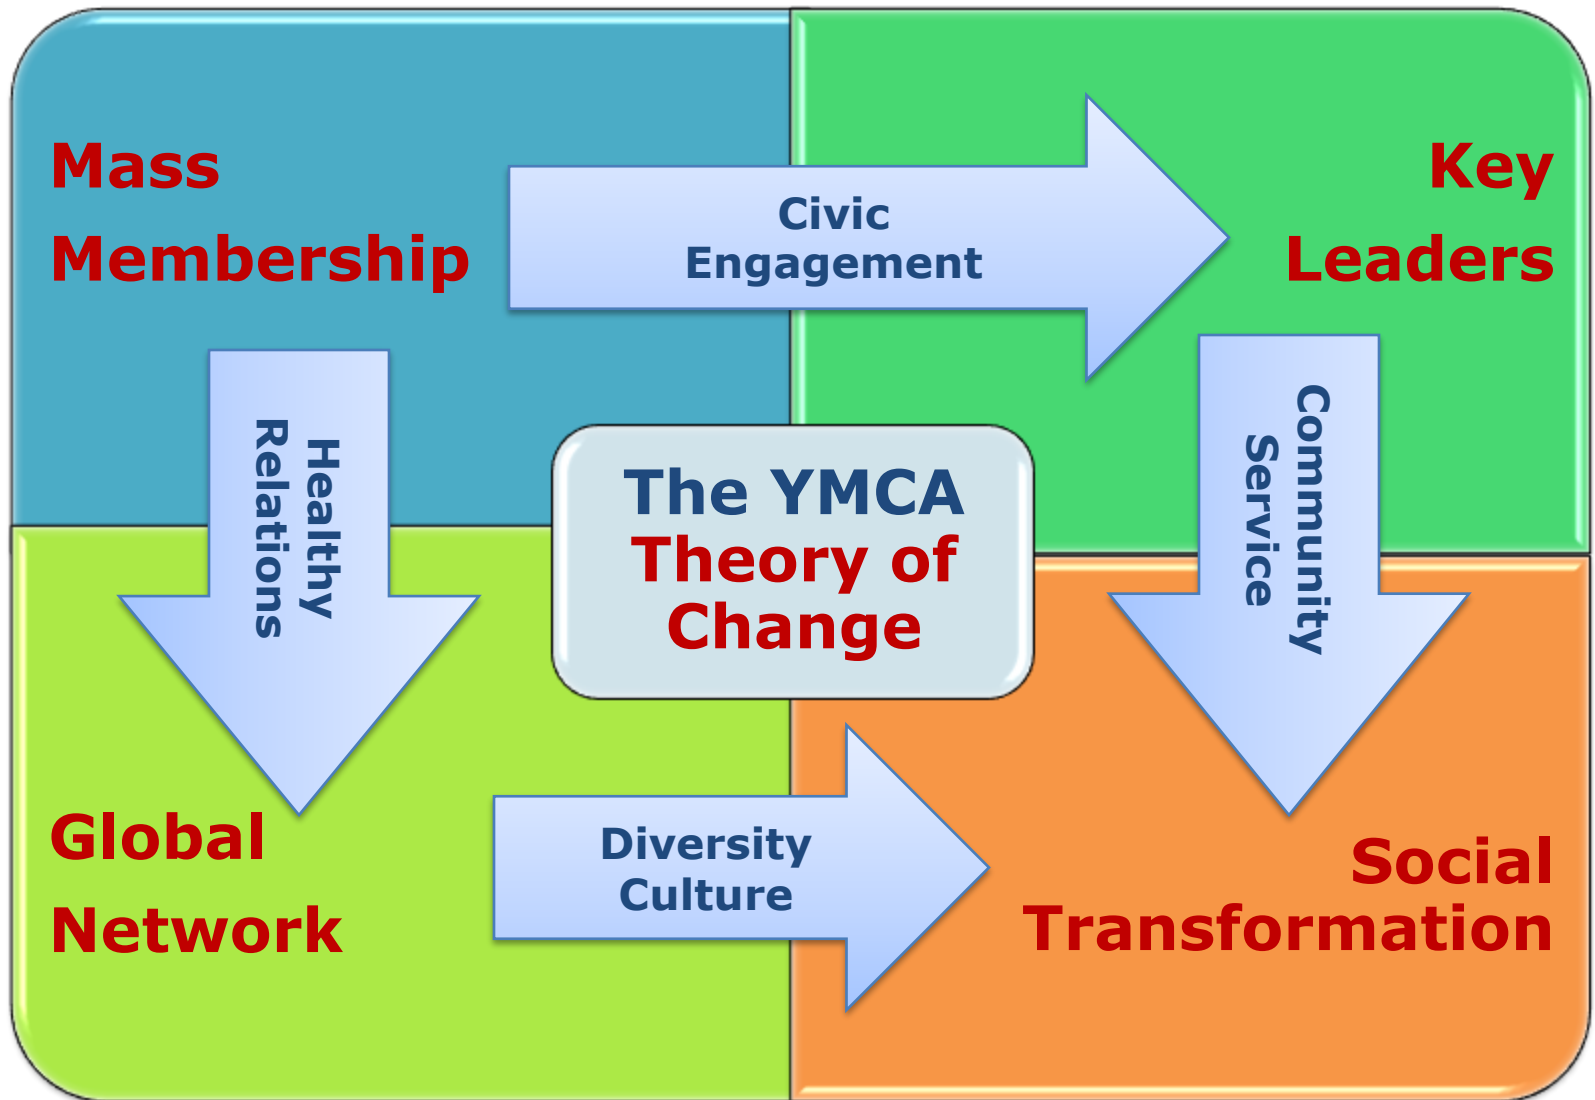 Mass
Membership
Civic
Engagement
Key
Leaders
Healthy
Relations
The YMCA
Theory of
Change
Community
Service
Global
Network
Diversity
Culture
Social
Transformation